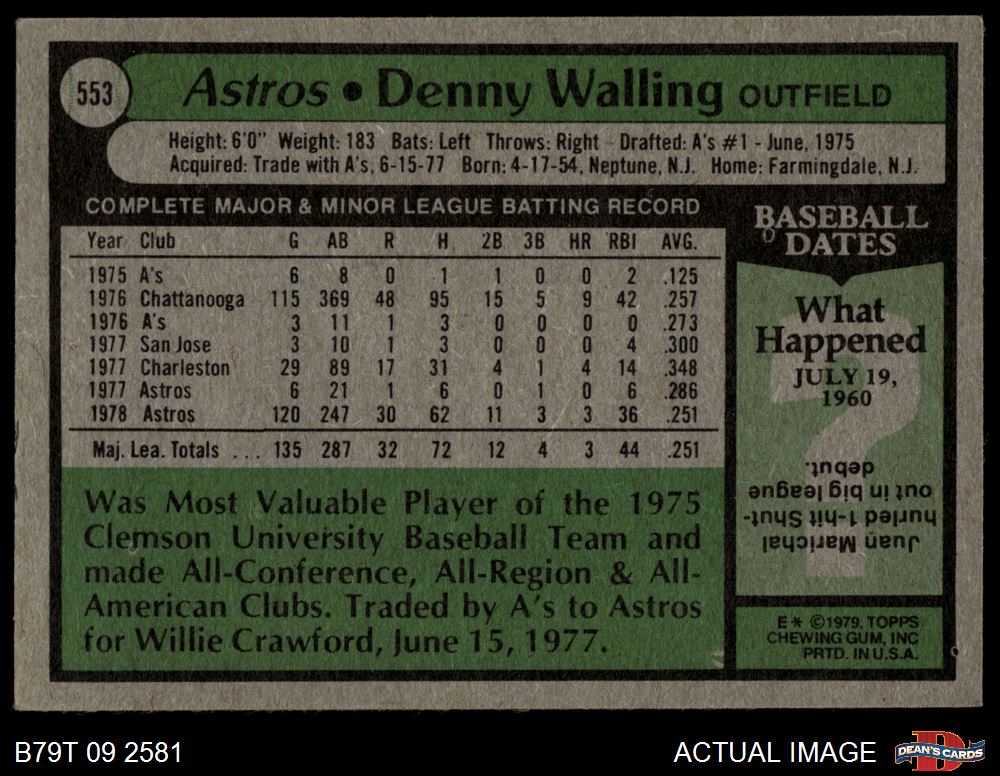 553
Astros • Denny Walling OUTFIELD
Height: 6'0" Weight: 183 Bats: Left Throws: Right Drafted: A's #1 - June, 1975
Acquired: Trade with A's, 6-15-77 Born: 4-17-54, Neptune, N.J. Home: Farmingdale, N.J.
COMPLETE MAJOR & MINOR LEAGUE BATTING RECORD
Year Club G AB R H 2B 3B HR RBI AVG.
1975 A's 6 8 0 1 1 0 0 2 .125
1976 Chattanooga 115 369 48 95 15 5 9 42 .257
1976 A's 3 11 1 3 0 0 0 0 .273
1977 San Jose 3 10 1 3 0 0 0 4 .300
1977 Charleston 29 89 17 31 4 1 4 14 .348
1977 Astros 6 21 1 6 0 1 0 6 .286
1978 Astros 120 247 30 62 11 3 3 36 .251
Maj. Lea. Totals ... 135 287 32 72 12 4 3 44 .251
Was Most Valuable Player of the 1975
Clemson University Baseball Team and
made All-Conference, All-Region & All-
American Clubs. Traded by A's to Astros
for Willie Crawford, June 15, 1977.
BASEBALL
DATES
What
Happened
JULY 19,
1960
?
Juan Marichal
hurled 1-hit Shut-
out in big league
debut.
E* ©1979, TOPPS
CHEWING GUM, INC
PRTD. IN U.S.A.
B79T 09 2581
ACTUAL IMAGE
DEAN'S CARDS